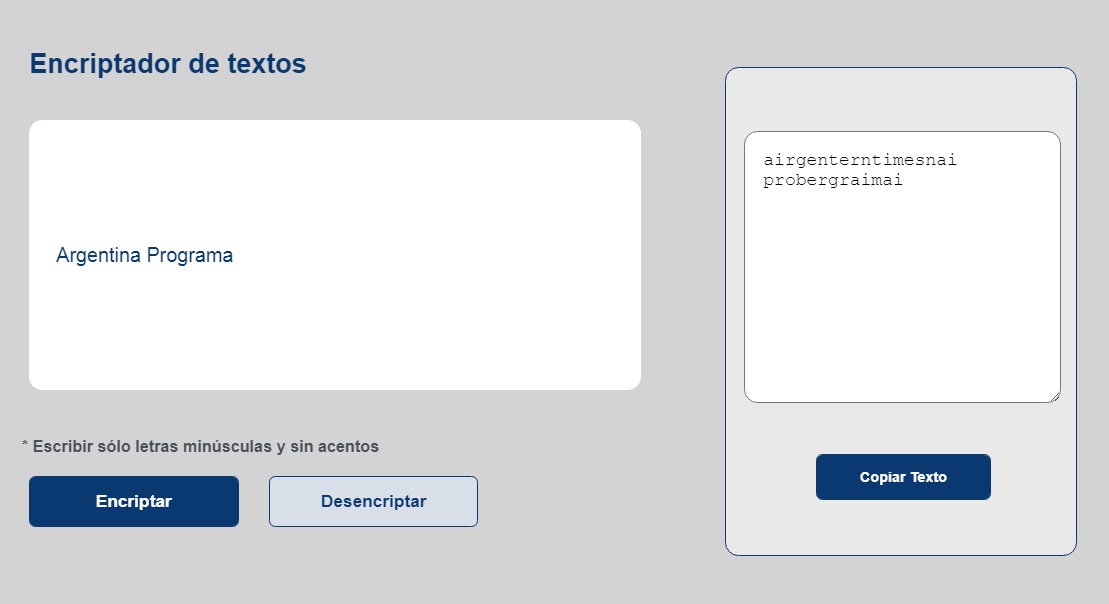 Encriptador de textos
Argentina Programa
* Escribir sólo letras minúsculas y sin acentos
Encriptar
Desencriptar
airgenterntimesnai
probergraimai
Copiar Texto